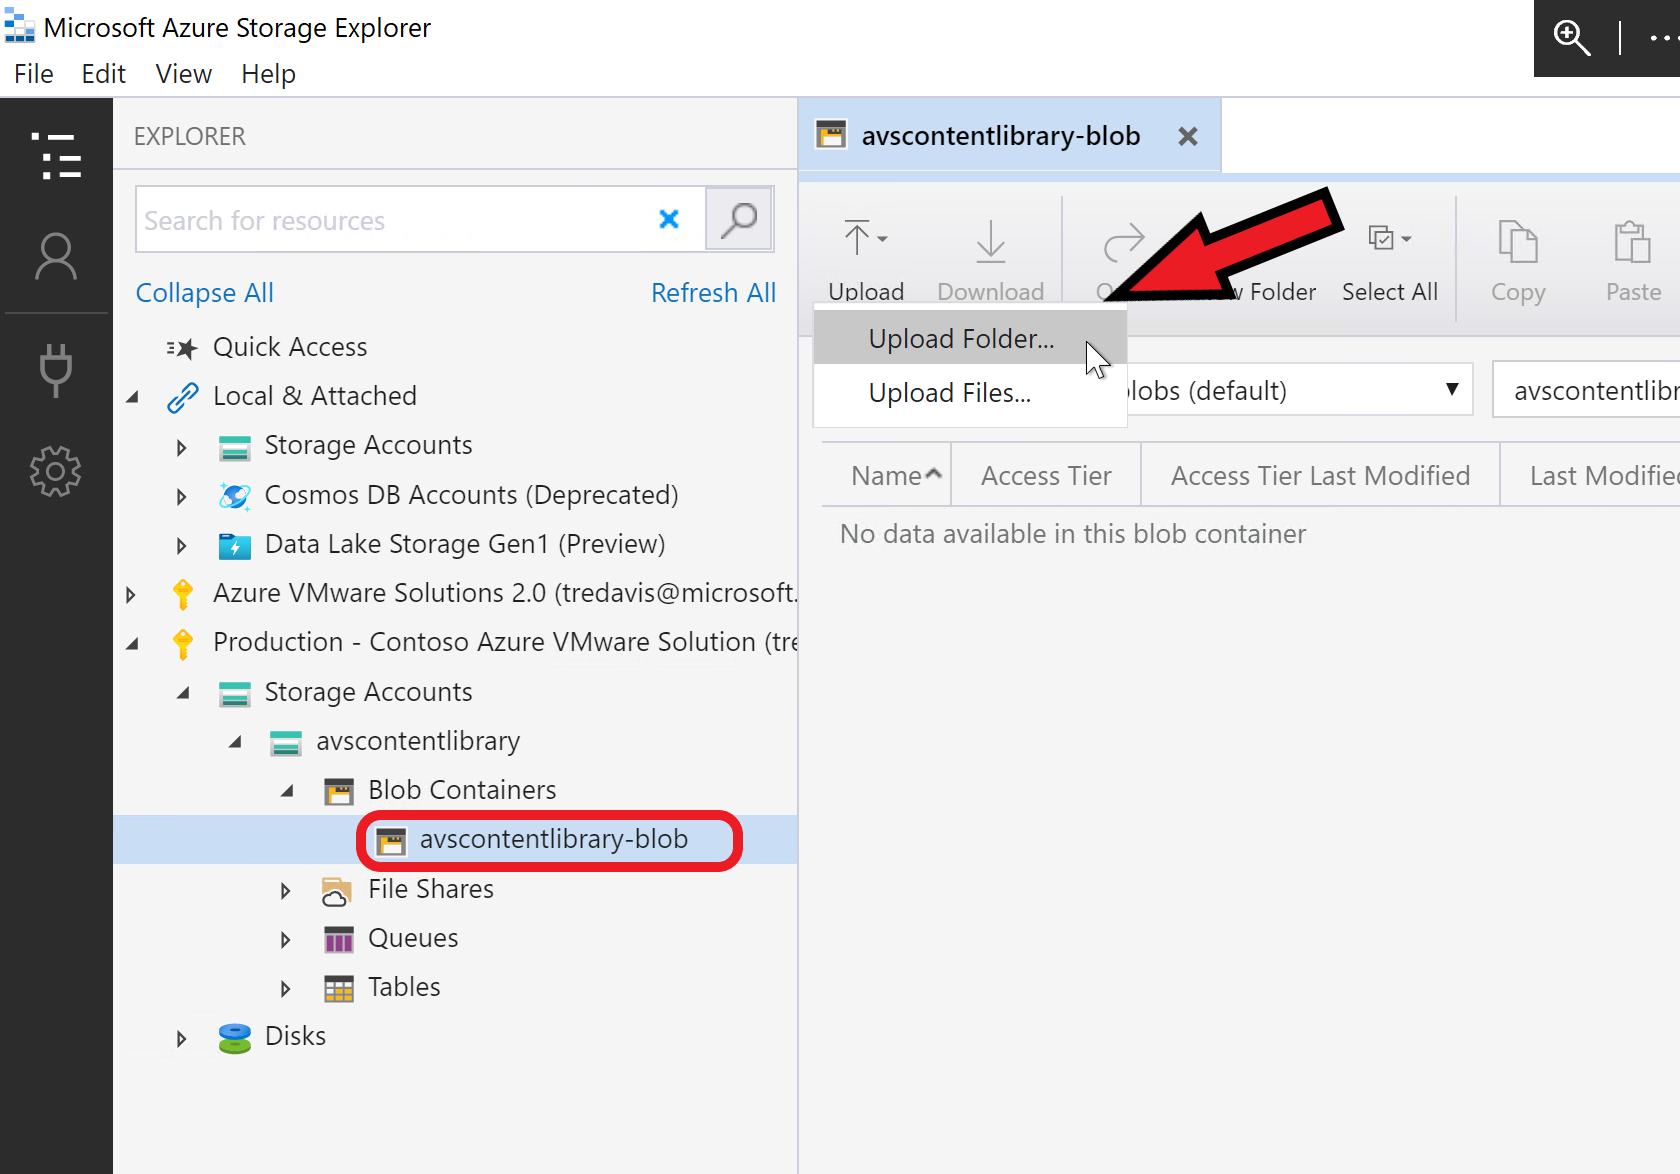 Microsoft Azure Storage Explorer
File Edit View Help
EXPLORER
avscontentlibrary-blob
Search for resources
Collapse All Refresh All
Upload Download Folder Select All Copy Paste
Upload Folder...
Upload Files...
(default)
Name Access Tier Access Tier Last Modified Last
No data available in this blob container
Quick Access
Local & Attached
Storage Accounts
Cosmos DB Accounts (Deprecated)
Data Lake Storage Gen1 (Preview)
Azure VMware Solutions 2.0 (tredavis@microsoft.
Production - Contoso Azure VMware Solution
Storage Accounts
avscontentlibrary
Blob Containers
avscontentlibrary-blob
File Shares
Queues
Tables
Disks